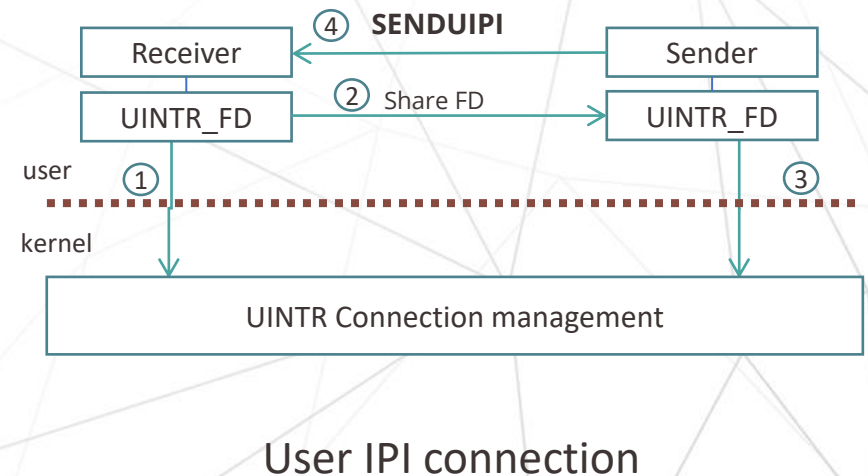 ④ SENDUIPI
Receiver
Sender
② Share FD
UINTR_FD
UINTR_FD
user
①
③
kernel
UINTR Connection management
User IPI connection